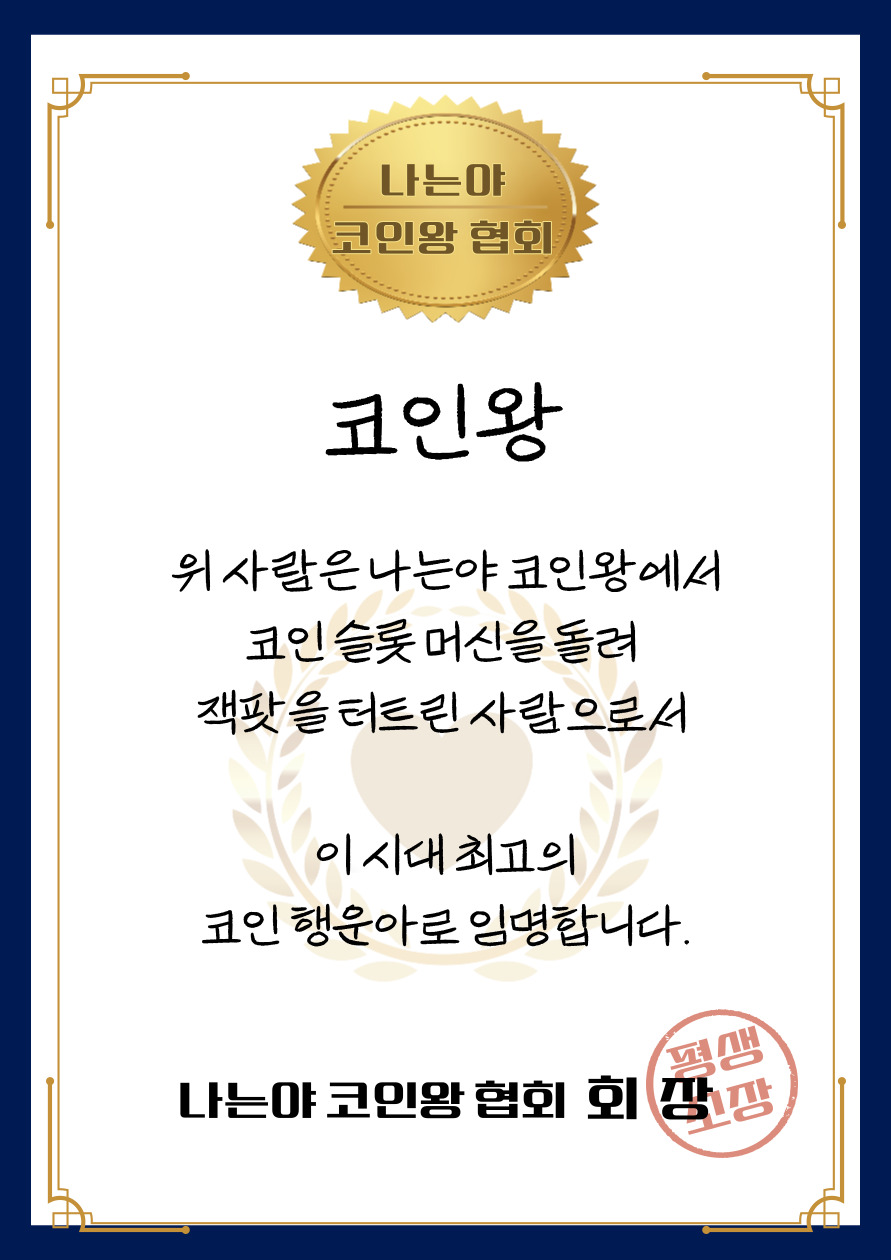 나는야
코인왕 협회
코인왕
위 사람은 나는야 코인왕에서
코인 슬롯 머신을 돌려
잭팟을 터트린 사람으로서
이 시대 최고의
코인 행운아로 임명합니다.
나는야 코인왕 협회 회 장
평생
소장